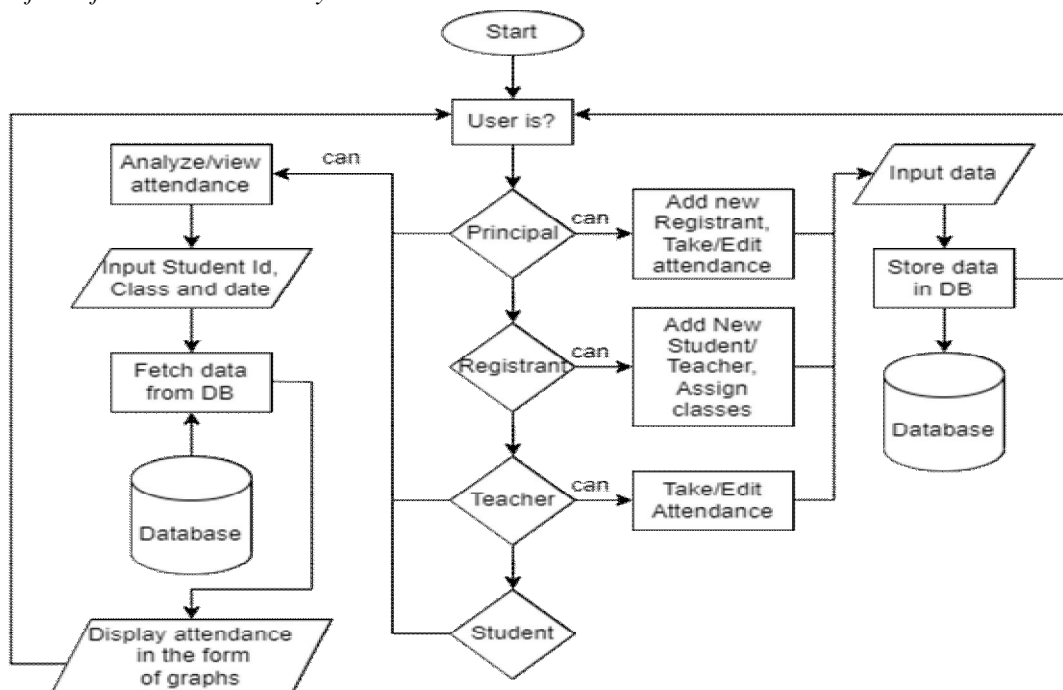 Start
User is?
can
Analyze/view
attendance
Input data
Principal
can
Add new
Registrant,
Take/Edit
attendance
Input Student Id,
Class and date
Store data
in DB
Registrant
can
Add New
Student/
Teacher,
Assign
classes
Fetch data
from DB
Database
Teacher
can
Take/Edit
Attendance
Database
Student
Display attendance
in the form
of graphs